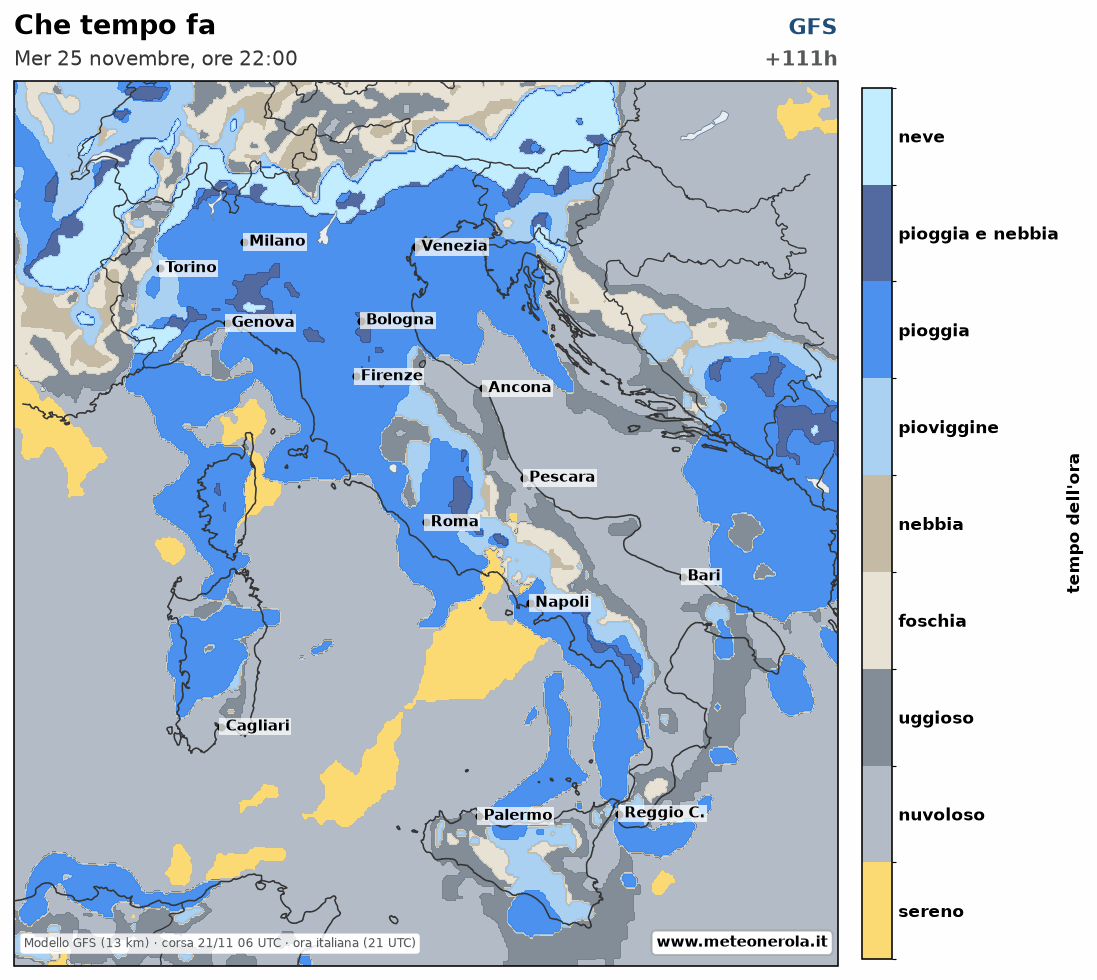 Che tempo fa
GFS
Mer 25 novembre, ore 22:00
+111h
neve
pioggia e nebbia
pioggia
pioviggine
nebbia
foschia
uggioso
nuvoloso
sereno
tempo dell'ora
Milano
Venezia
Torino
Genova
Bologna
Firenze
Ancona
Pescara
Roma
Bari
Napoli
Cagliari
Palermo
Reggio C.
Modello GFS (13 km) · corsa 21/11 06 UTC · ora italiana (21 UTC)
www.meteonerola.it